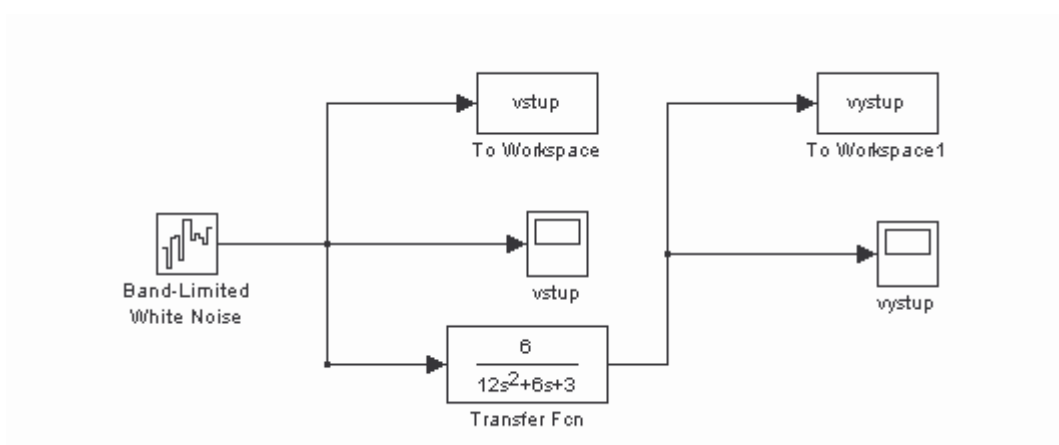 vstup
To Workspace
vystup
To Workspace1
Band-Limited
White Noise
vstup
vystup
6
12s²+6s+3
Transfer Fcn